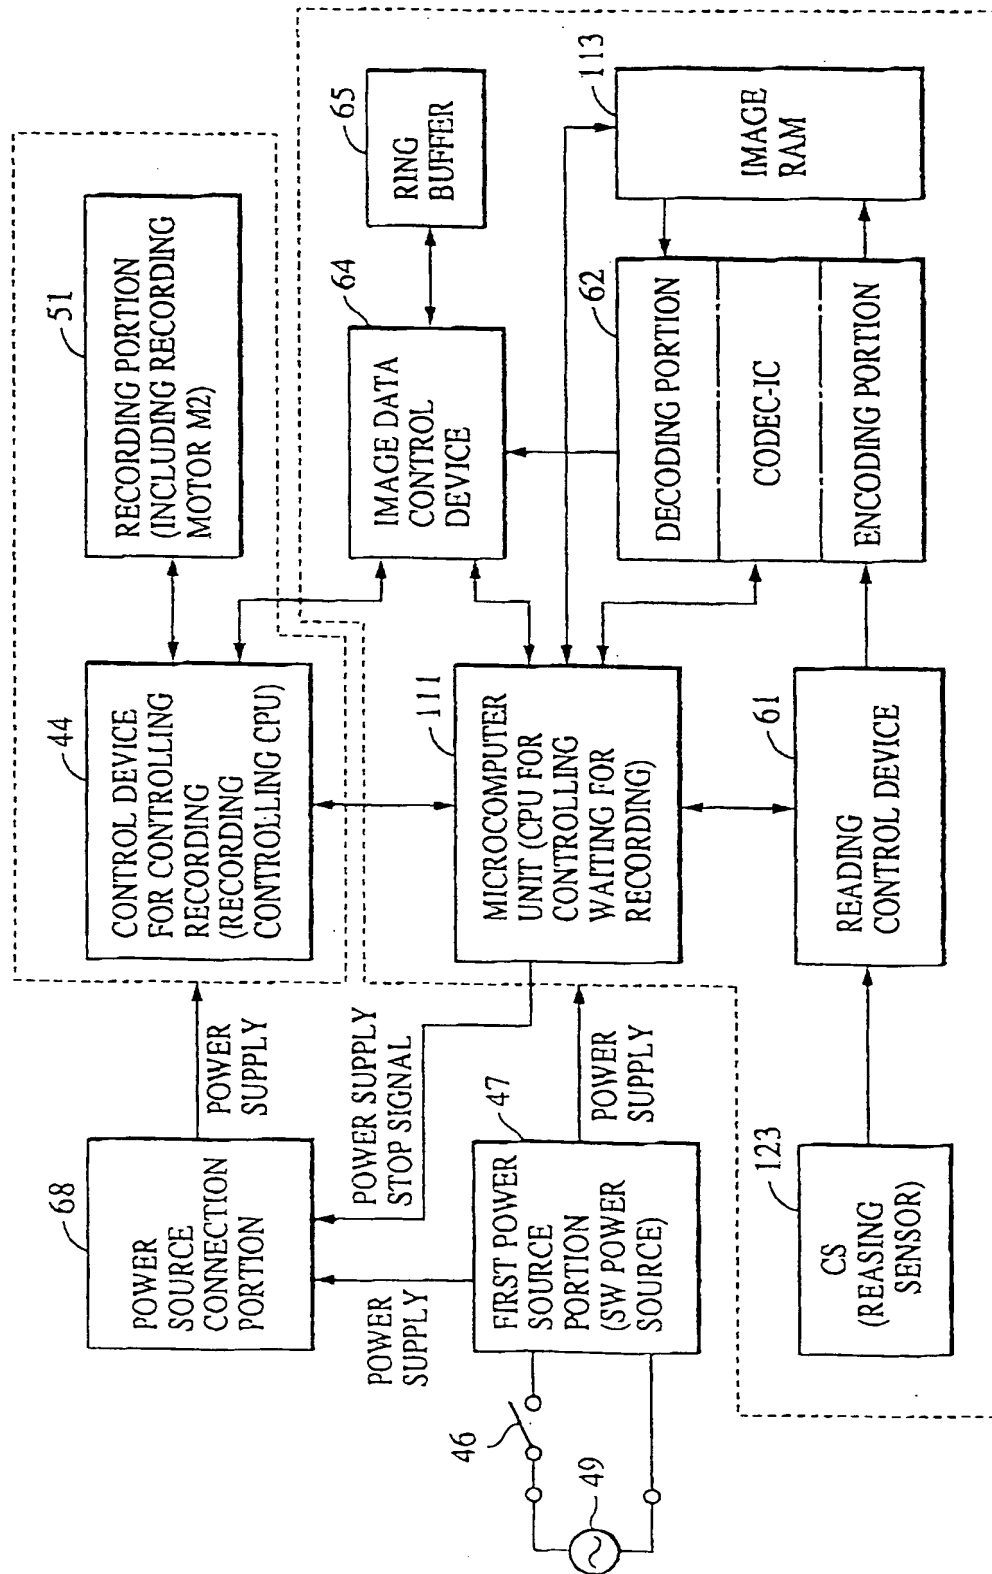 68
POWER
SOURCE
CONNECTION
PORTION
POWER
SUPPLY
44
CONTROL DEVICE
FOR CONTROLLING
RECORDING
(RECORDING
CONTROLLING CPU)
51
RECORDING PORTION
(INCLUDING RECORDING
MOTOR M2)
POWER
SUPPLY
POWER SUPPLY
STOP SIGNAL
64
IMAGE DATA
CONTROL
DEVICE
65
RING
BUFFER
46
49
47
FIRST POWER
SOURCE
PORTION
(SW POWER
SOURCE)
POWER
SUPPLY
111
MICROCOMPUTER
UNIT (CPU FOR
CONTROLLING
WAITING FOR
RECORDING)
62
DECODING PORTION
CODEC-IC
ENCODING PORTION
113
IMAGE
RAM
123
CS
(REASING
SENSOR)
61
READING
CONTROL DEVICE